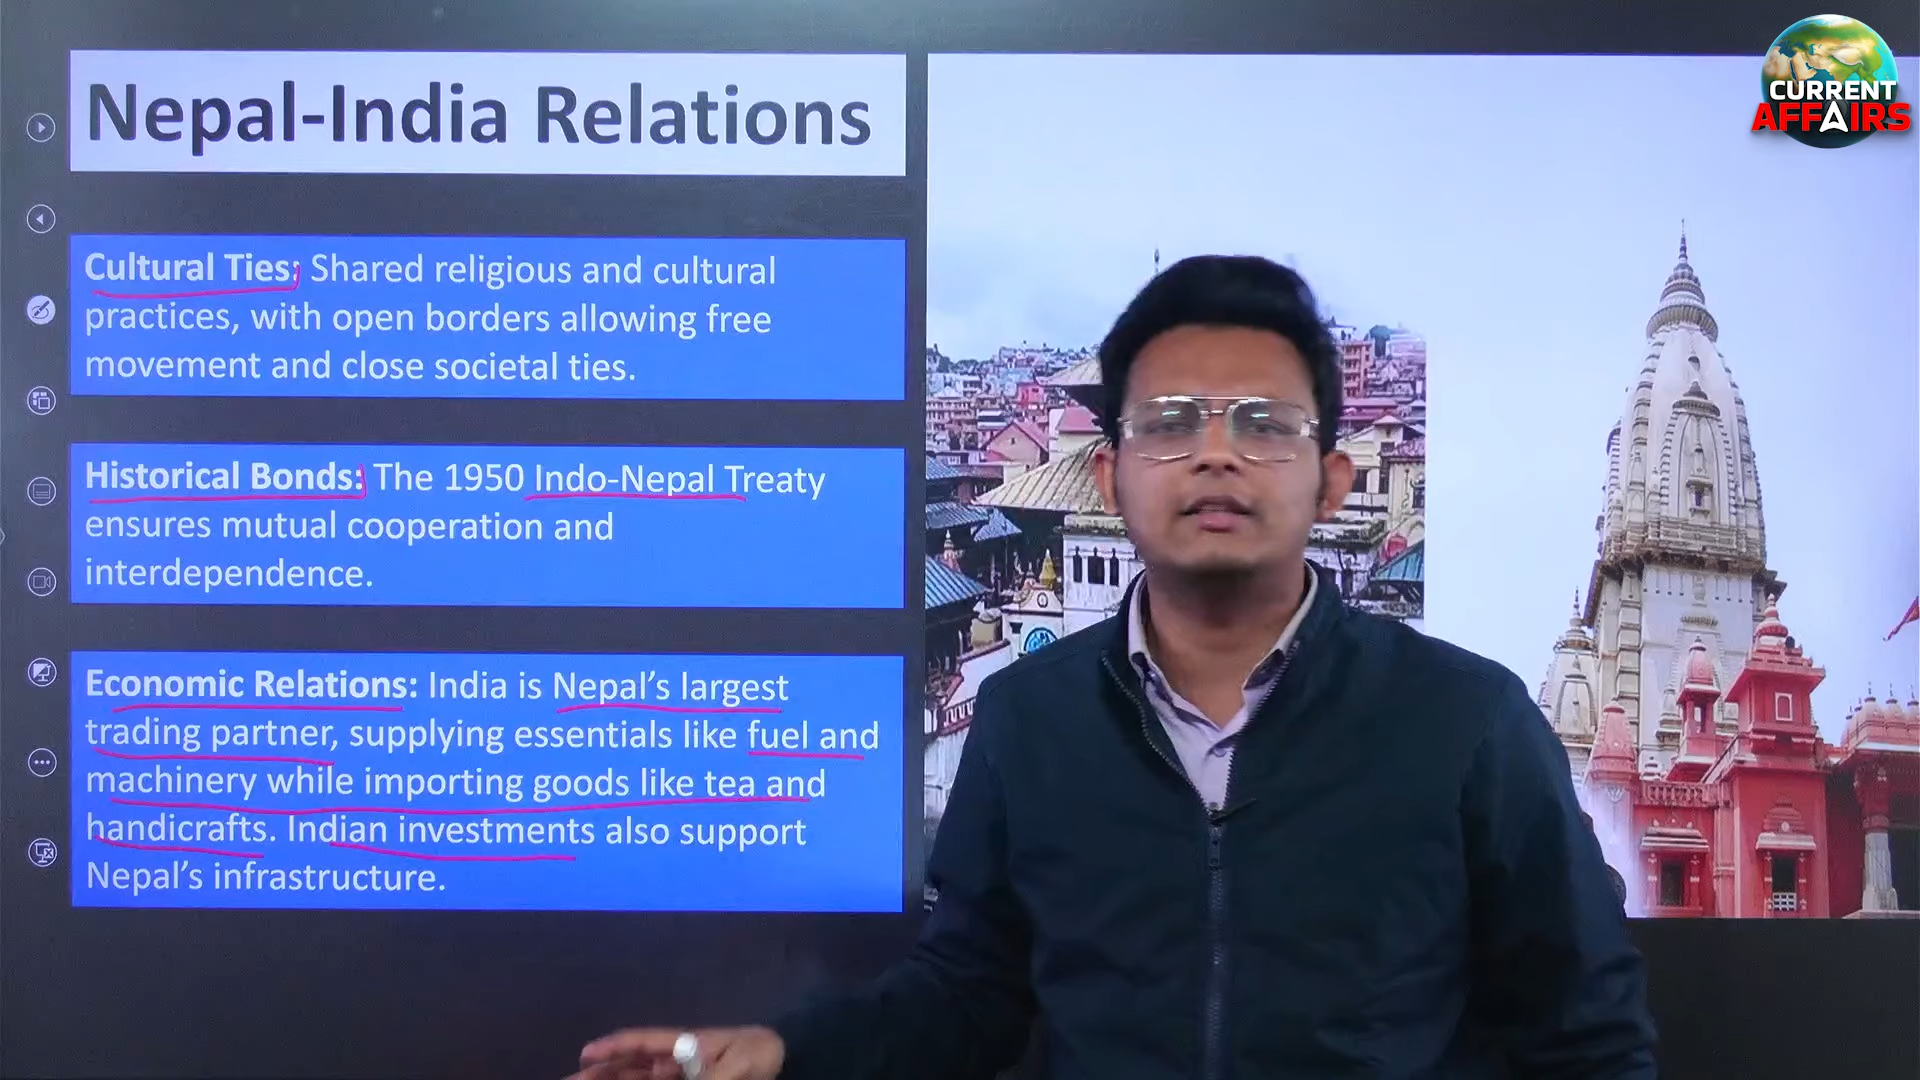 Nepal-India Relations
Cultural Ties: Shared religious and cultural
practices, with open borders allowing free
movement and close societal ties.
Historical Bonds: The 1950 Indo-Nepal Treaty
ensures mutual cooperation and
interdependence.
Economic Relations: India is Nepal’s largest
trading partner, supplying essentials like fuel and
machinery while importing goods like tea and
handicrafts. Indian investments also support
Nepal’s infrastructure.
CURRENT
AFFAIRS